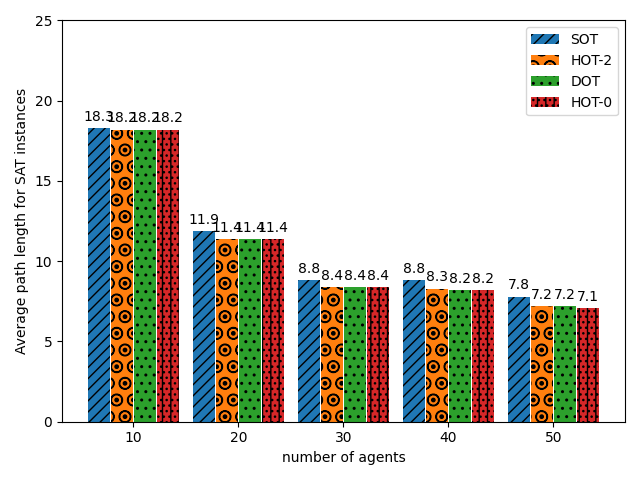 Average path length for SAT instances
25
20
15
10
5
0
SOT
HOT-2
DOT
HOT-0
18.3 18.2 18.2 18.2
11.9 11.4 11.4 11.4
8.8 8.4 8.4 8.4
8.8 8.3 8.2 8.2
7.8 7.2 7.2 7.1
10 20 30 40 50
number of agents